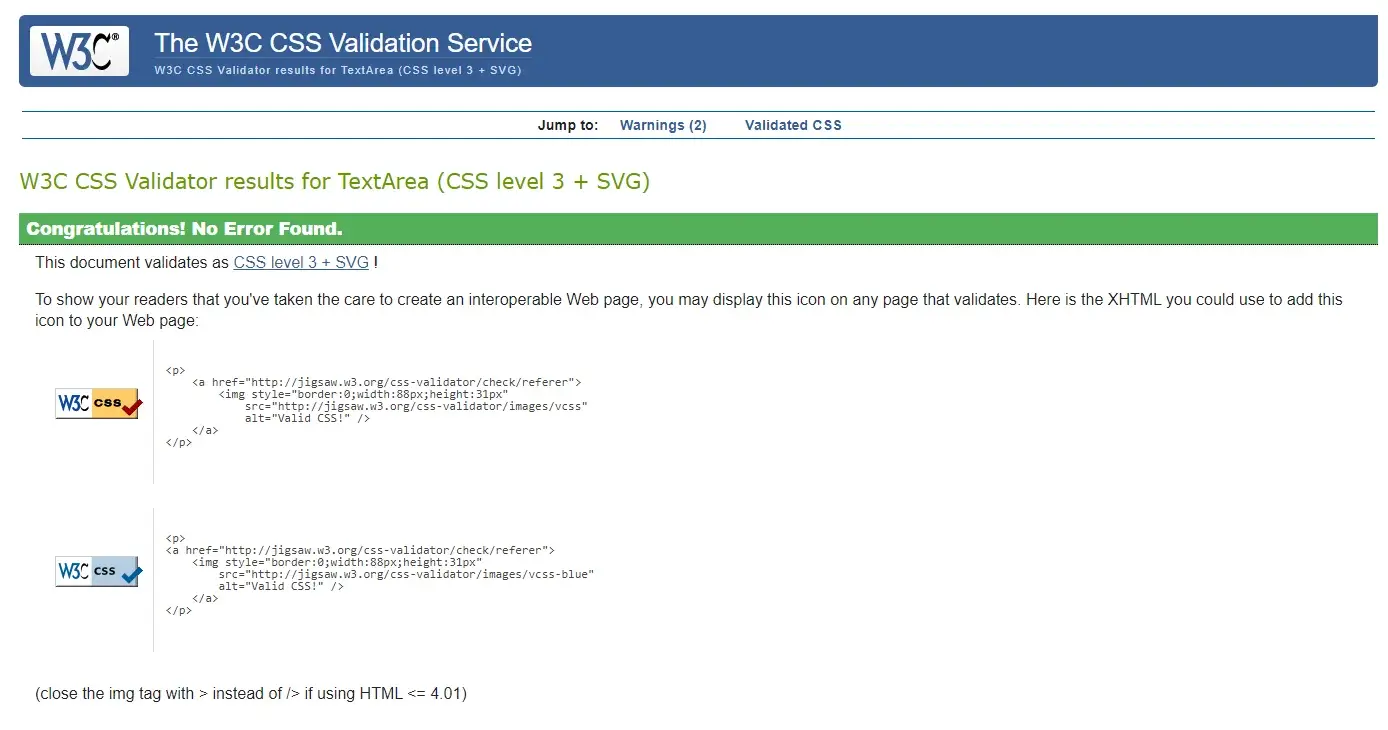 W3C®
The W3C CSS Validation Service
W3C CSS Validator results for TextArea (CSS level 3 + SVG)
Jump to: Warnings (2) Validated CSS
W3C CSS Validator results for TextArea (CSS level 3 + SVG)
Congratulations! No Error Found.
This document validates as CSS level 3 + SVG !
To show your readers that you've taken the care to create an interoperable Web page, you may display this icon on any page that validates. Here is the XHTML you could use to add this
icon to your Web page:
W3C css
<p>
<a href="http://jigsaw.w3.org/css-validator/check/referer">
<img style="border:0;width:88px;height:31px"
src="http://jigsaw.w3.org/css-validator/images/vcss"
alt="Valid CSS!" />
</a>
</p>
W3C css
<p>
<a href="http://jigsaw.w3.org/css-validator/check/referer">
<img style="border:0;width:88px;height:31px"
src="http://jigsaw.w3.org/css-validator/images/vcss-blue"
alt="Valid CSS!" />
</a>
</p>
(close the img tag with > instead of /> if using HTML <= 4.01)